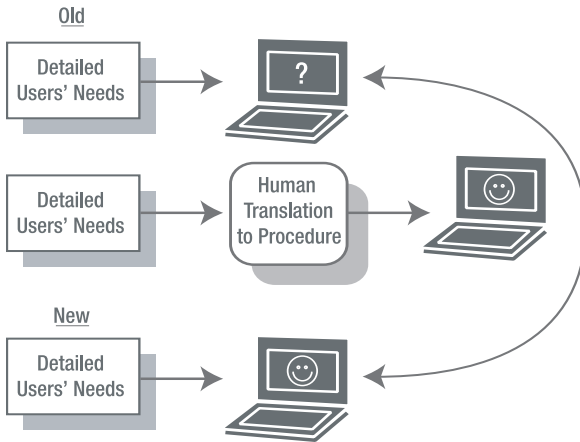 Old
Detailed
Users' Needs
?
Detailed
Users' Needs
Human
Translation
to Procedure
New
Detailed
Users' Needs